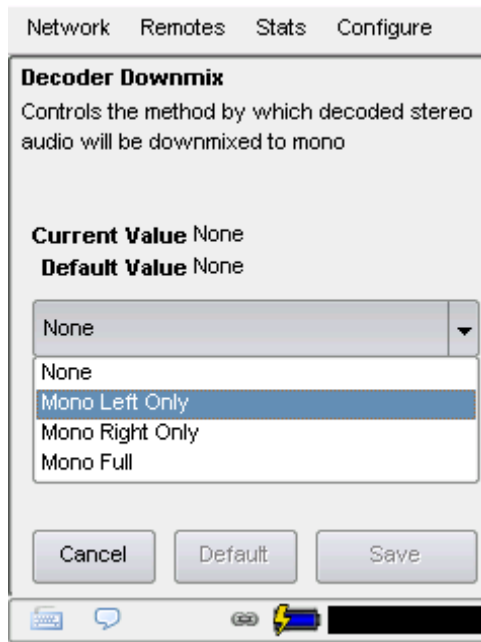 Network Remotes Stats Configure
Decoder Downmix
Controls the method by which decoded stereo
audio will be downmixed to mono
Current Value None
Default Value None
None
None
Mono Left Only
Mono Right Only
Mono Full
Cancel Default Save